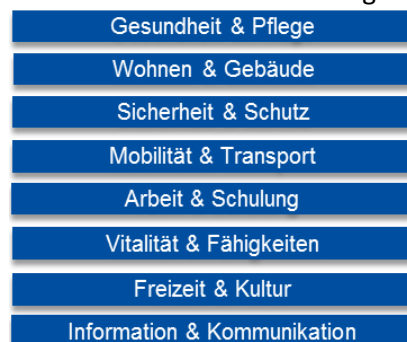 Gesundheit & Pflege
Wohnen & Gebäude
Sicherheit & Schutz
Mobilität & Transport
Arbeit & Schulung
Vitalität & Fähigkeiten
Freizeit & Kultur
Information & Kommunikation